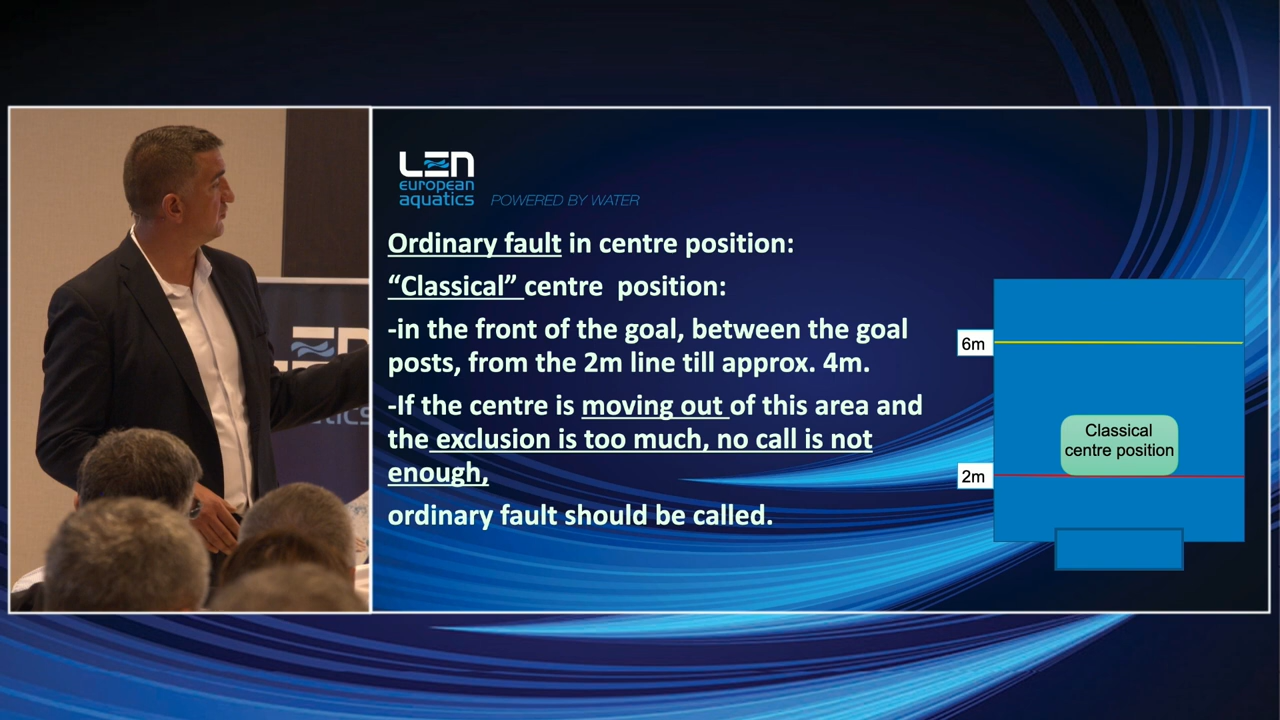 LEN
european
aquatics
POWERED BY WATER
Ordinary fault in centre position:
“Classical” centre position:
-in the front of the goal, between the goal
posts, from the 2m line till approx. 4m.
-If the centre is moving out of this area and
the exclusion is too much, no call is not
enough,
ordinary fault should be called.
6m
Classical
centre position
2m